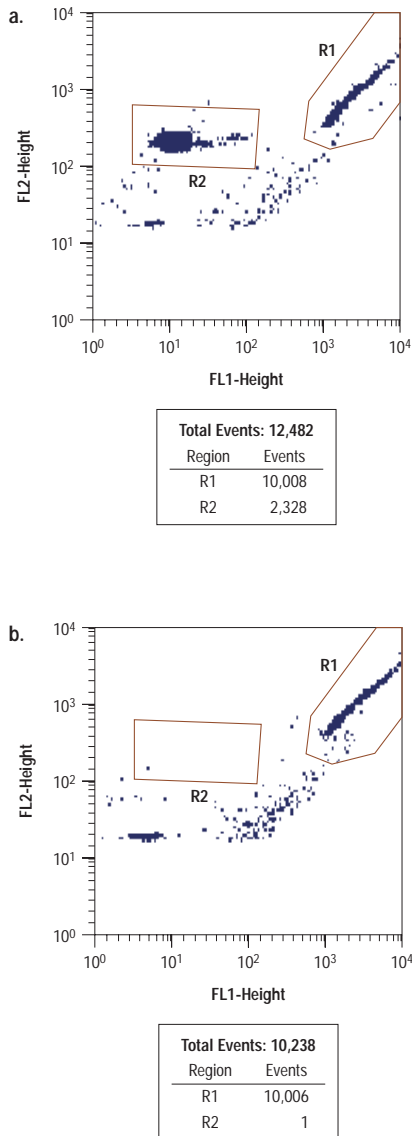 a.
10⁴
10³
10²
10¹
10⁰
FL2-Height
R1
R2
10⁰ 10¹ 10² 10³ 10⁴
FL1-Height
Total Events: 12,482
Region Events
R1 10,008
R2 2,328
b.
10⁴
10³
10²
10¹
10⁰
FL2-Height
R1
R2
10⁰ 10¹ 10² 10³ 10⁴
FL1-Height
Total Events: 10,238
Region Events
R1 10,006
R2 1